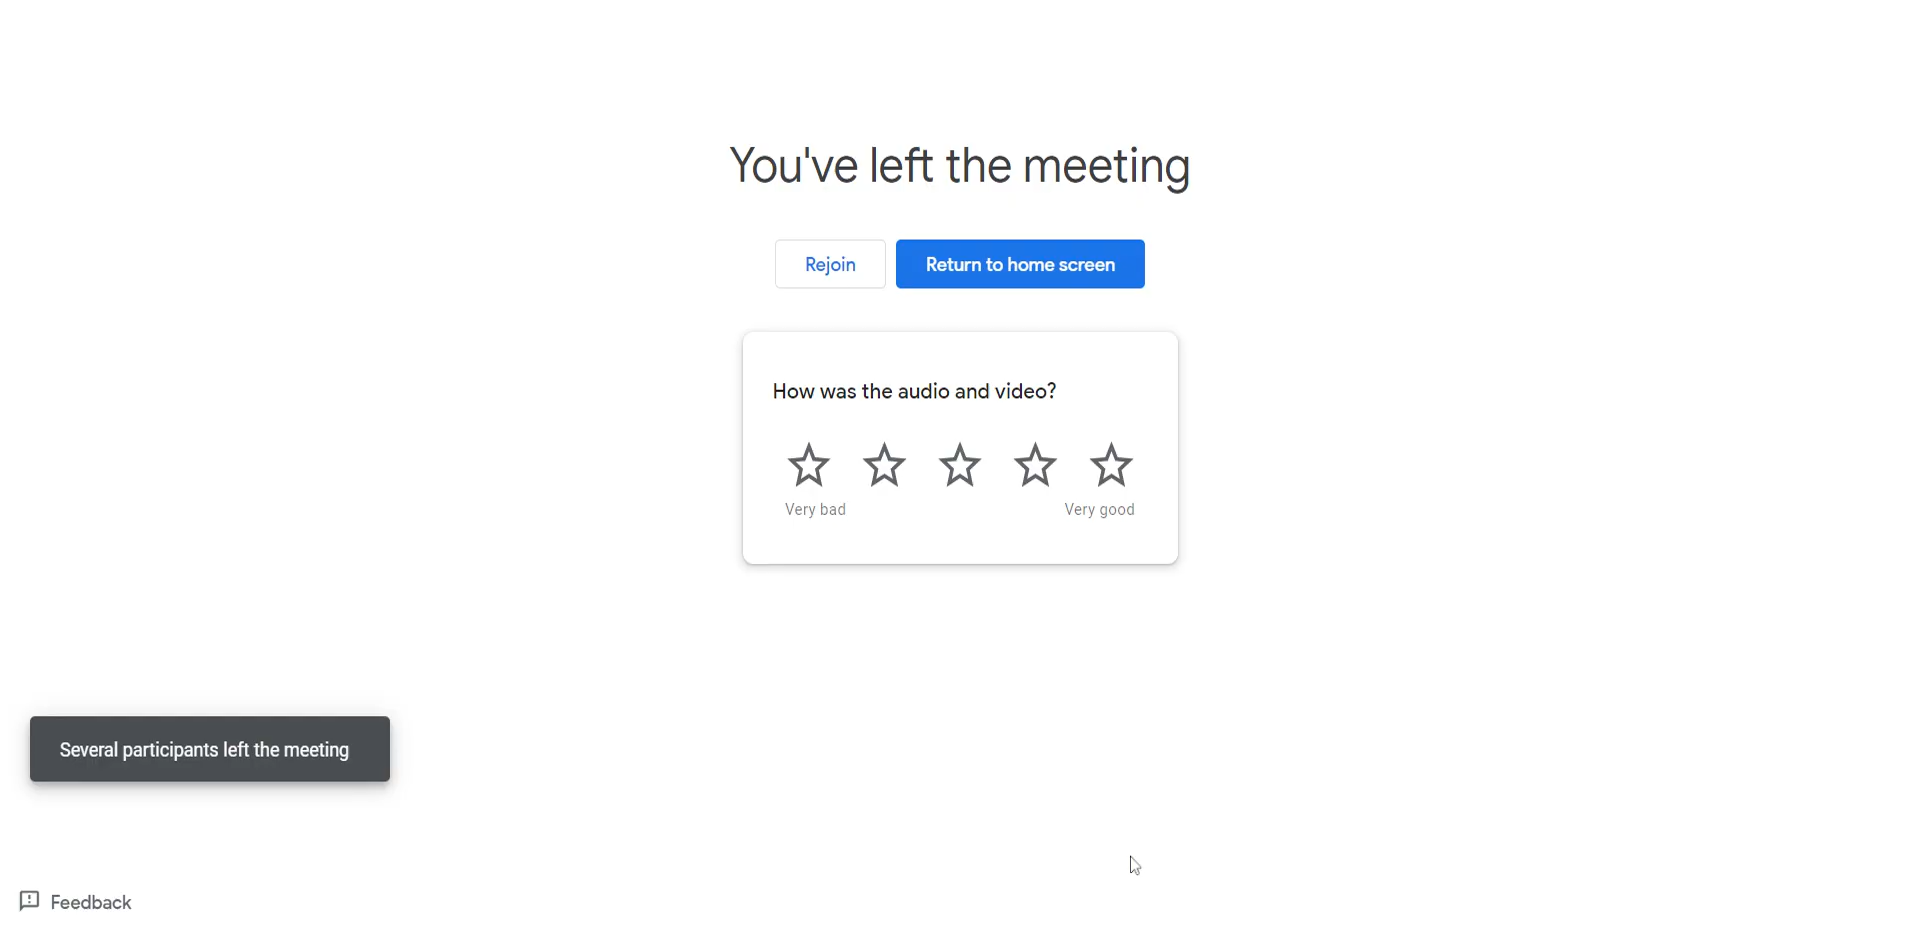 You've left the meeting
Rejoin
Return to home screen
How was the audio and video?
Very bad
Very good
Several participants left the meeting
Feedback